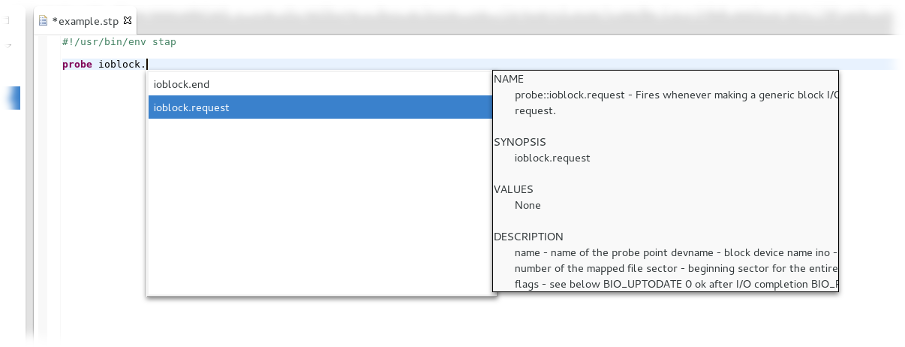 *example.stp
#!/usr/bin/env stap
probe ioblock.
ioblock.end
ioblock.request
NAME
probe::ioblock.request - Fires whenever making a generic block I/O
request.
SYNOPSIS
ioblock.request
VALUES
None
DESCRIPTION
name - name of the probe point devname - block device name ino -
number of the mapped file sector - beginning sector for the entire
flags - see below BIO_UPTODATE 0 ok after I/O completion